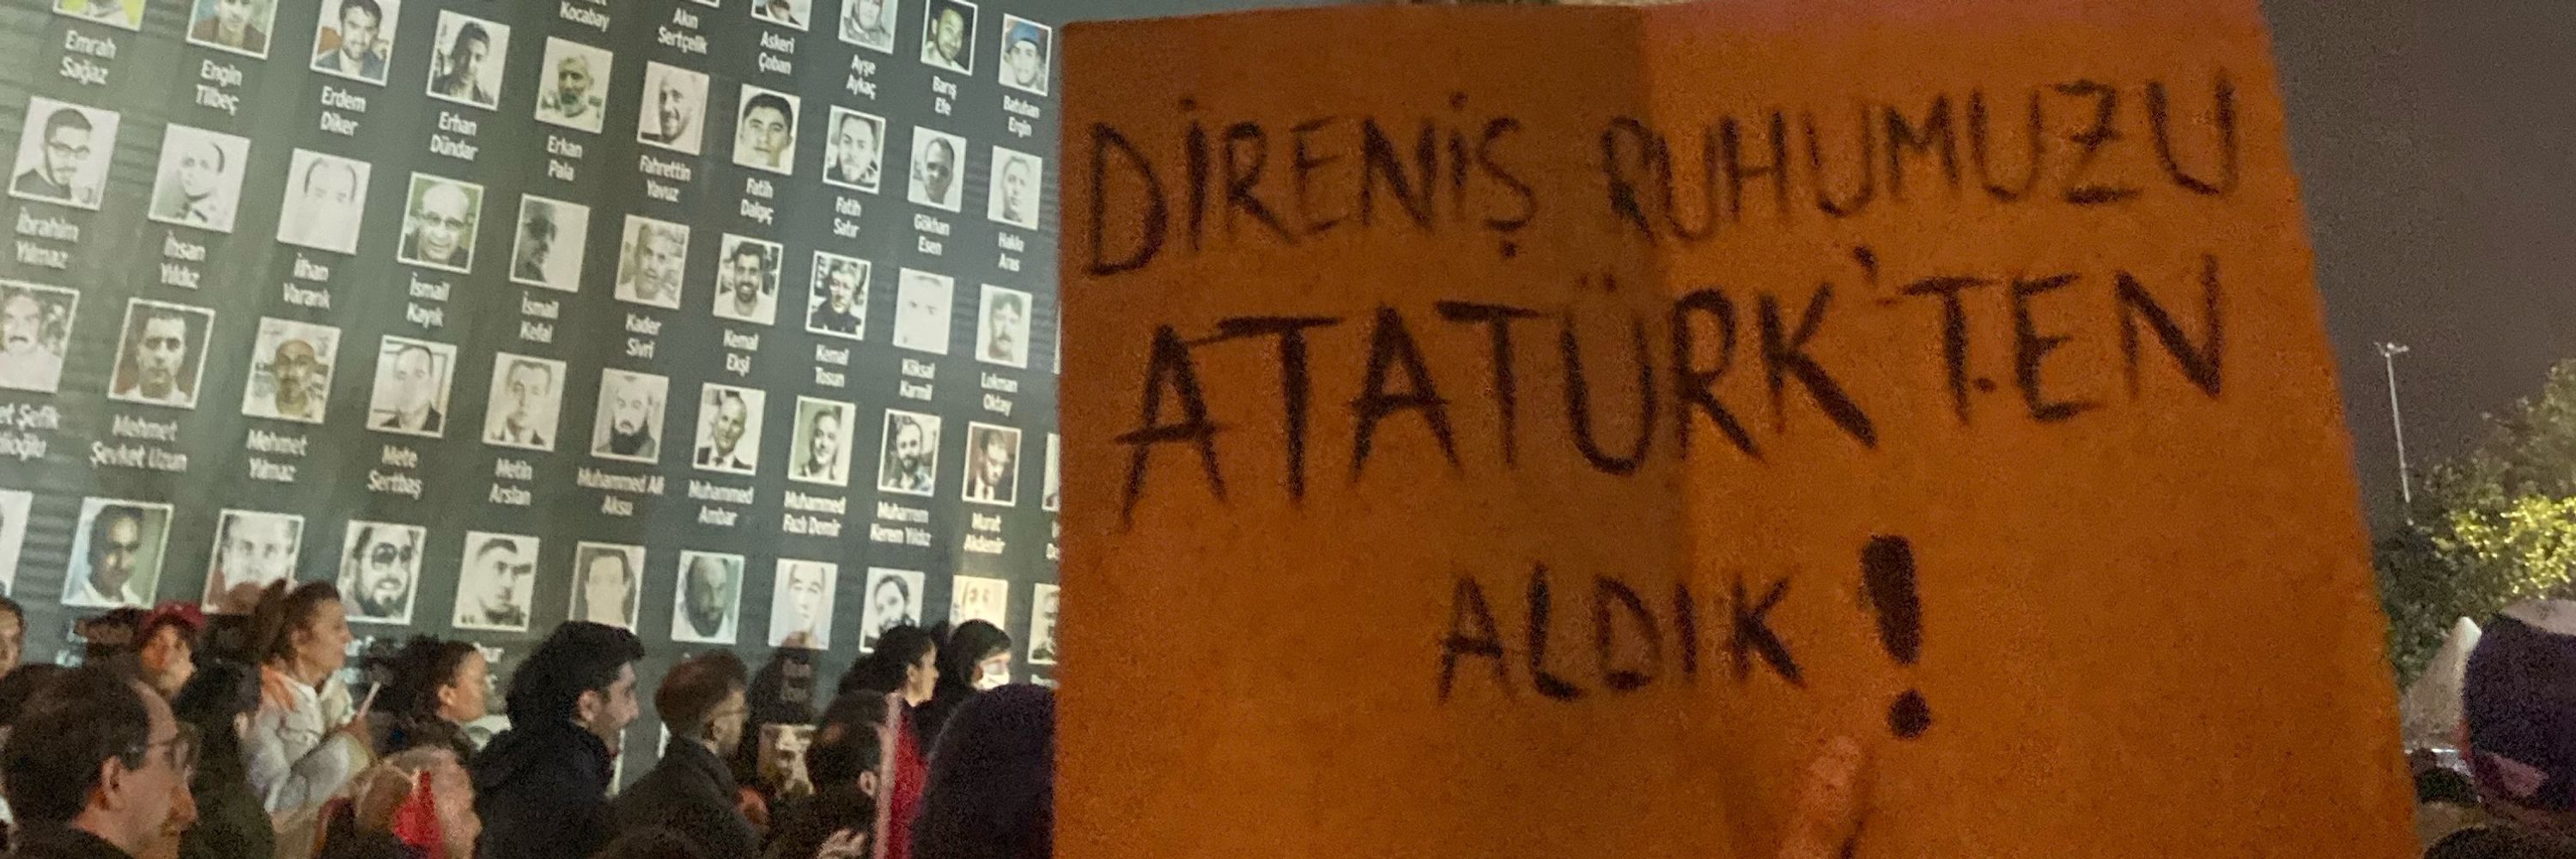 DİRENİŞ RUHUMUZU
ATATÜRK'TEN
ALDIK!
Emrah Sağaz
Engin Tilbeç
Erdem Diker
Erhan Dündar
Kocabay
Akın Sertçelik
Askeri Çoban
Ayşe Aykaç
Barış Efe
Batuhan Ergin
İbrahim Yılmaz
İhsan Yıldız
İlhan Varank
İsmail Kayık
Erkan Pala
Fahrettin Yavuz
Fatih Dalgıç
Fatih Satır
Gökhan Esen
Hakkı Aras
Mehmet Şevket Uzun
Mehmet Yılmaz
Mete Sertbaş
İsmail Kefal
Kader Sivri
Kemal Ekşi
Kemal Tosun
Köksal Karmil
Lokman Oktay
Metin Arslan
Muhammed Ali Aksu
Muhammed Ambar
Muhammed Fazlı Demir
Muharrem Kerem Yıldız
Murat Akdemir